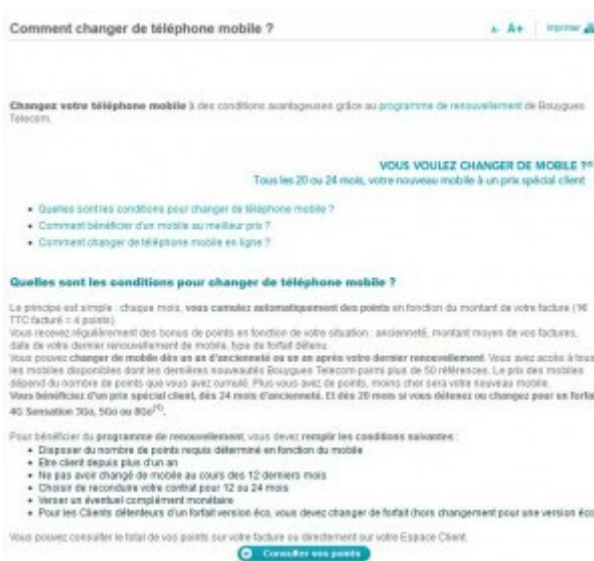 Comment changer de téléphone mobile ?
A- A+ Imprimer
Changez votre téléphone mobile à des conditions avantageuses grâce au programme de renouvellement de Bouygues
Telecom.
VOUS VOULEZ CHANGER DE MOBILE ?
Tous les 20 ou 24 mois, votre nouveau mobile à un prix spécial client
• Quelles sont les conditions pour changer de téléphone mobile ?
• Comment bénéficier d'un mobile au meilleur prix ?
• Comment changer de téléphone mobile en ligne ?
Quelles sont les conditions pour changer de téléphone mobile ?
Le principe est simple : chaque mois, vous cumulez automatiquement des points en fonction du montant de votre facture (1€
TTC facturé = 4 points)
Vous recevez régulièrement des bonus de points en fonction de votre situation : ancienneté, montant moyen de vos factures,
date de votre dernier renouvellement de mobile, type de forfait détenu.
Vous pouvez changer de mobile dès un an d'ancienneté ou un an après votre dernier renouvellement. Vous avez accès à tous
les mobiles disponibles dont les dernières nouveautés Bouygues Telecom parmi plus de 50 références. Le prix des mobiles
dépend du nombre de points que vous avez cumulé. Plus vous avez de points, moins cher sera votre nouveau mobile.
Vous bénéficiez d'un prix spécial client, dès 24 mois d'ancienneté. Et dès 20 mois si vous détenez ou changez pour un forfait
4G Sensation 3Go, 5Go ou 8Go(1).
Pour bénéficier du programme de renouvellement, vous devez remplir les conditions suivantes :
• Disposer du nombre de points requis déterminé en fonction du mobile
• Etre client depuis plus d'un an
• Ne pas avoir changé de mobile au cours des 12 derniers mois
• Choisir de reconduire votre contrat pour 12 ou 24 mois
• Verser un éventuel complément monétaire
• Pour les Clients détenteurs d'un forfait version éco, vous devez changer de forfait (hors changement pour une version éco
Vous pouvez consulter le total de vos points sur votre facture ou directement sur votre Espace Client.
Consulter vos points